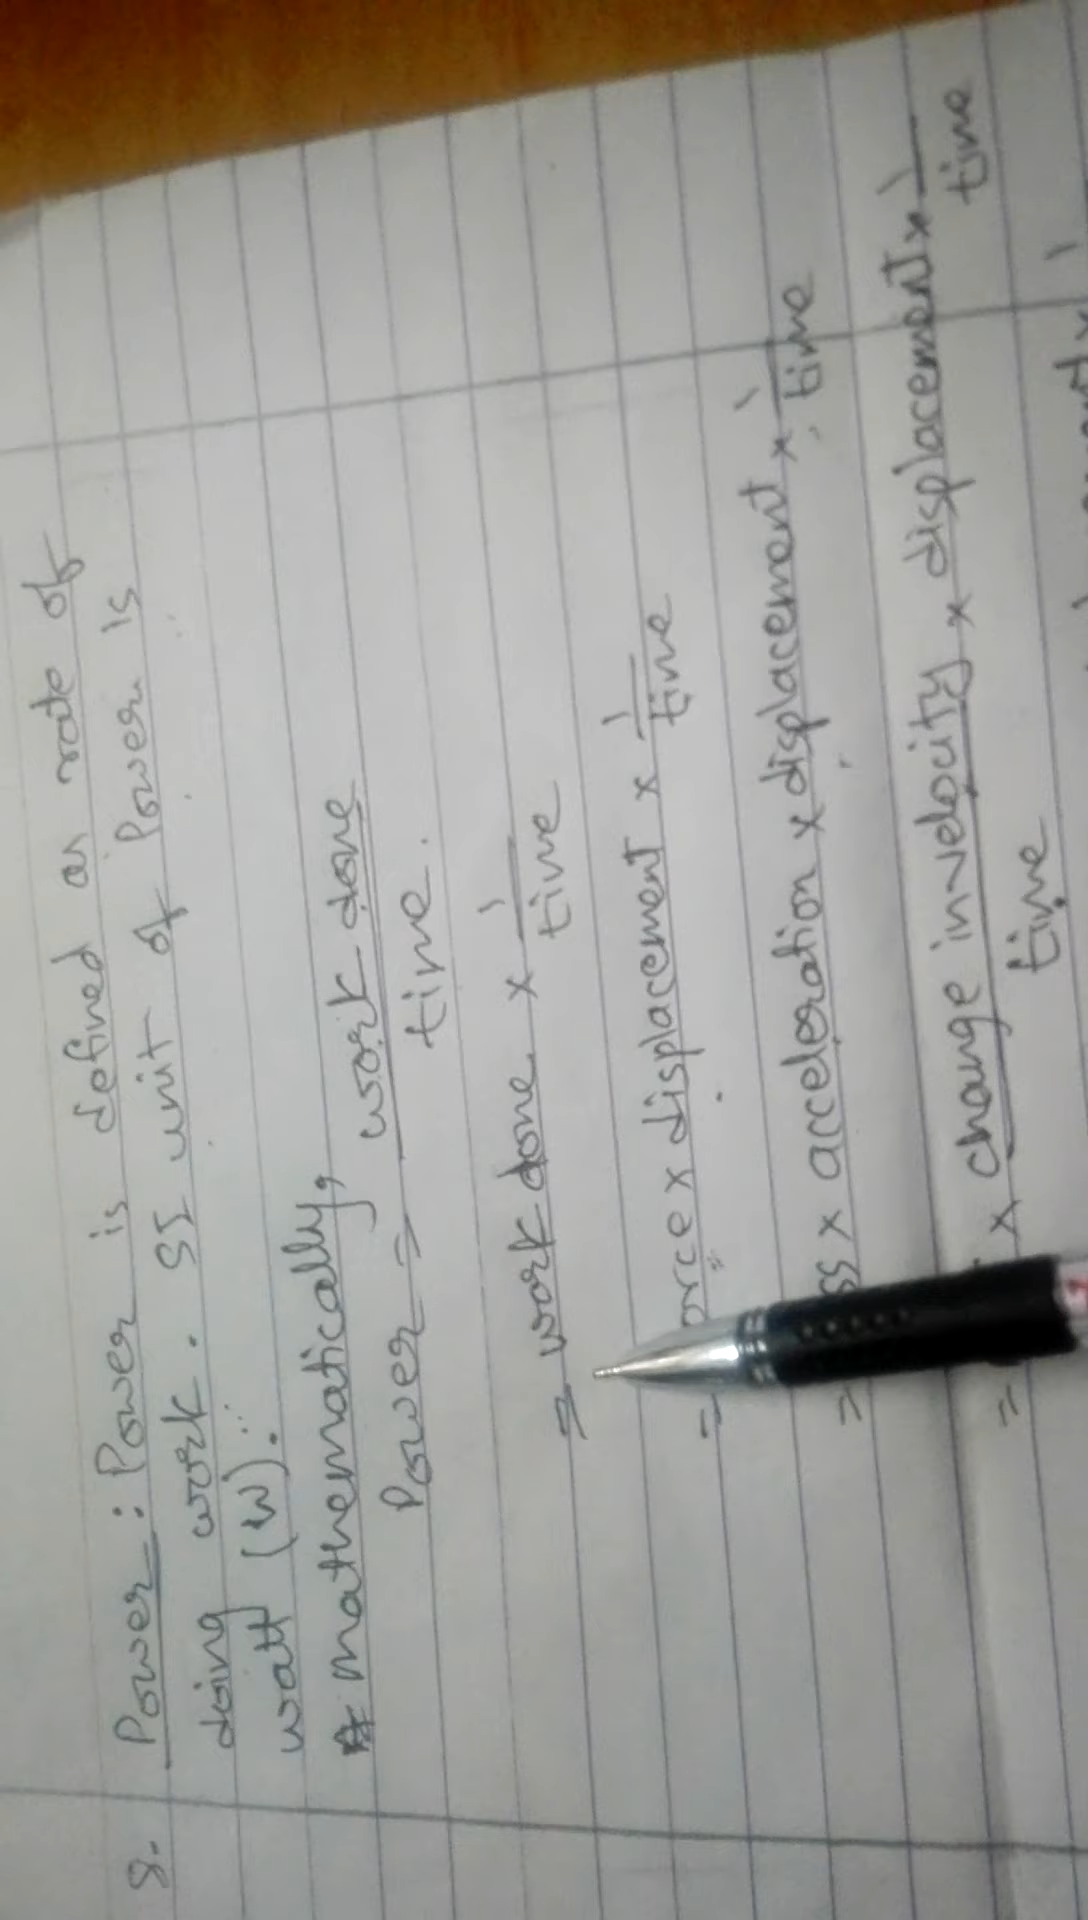 8. Power : Power is defined as rate of
doing work. SI unit of Power is
watt (W).
* Mathematically,
Power = work done / time.
= work done × 1 / time
= orce × displacement × 1 / time
= ss × acceleration × displacement × 1 / time
= × change in velocity / time × displacement × 1 / time